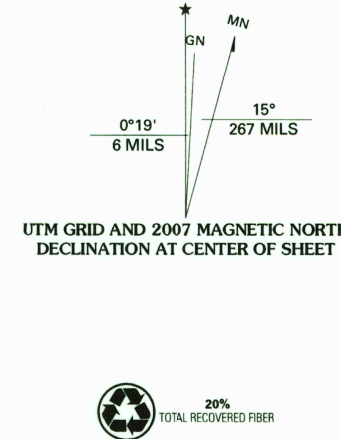 MN
GN
0°19'
6 MILS
15°
267 MILS
UTM GRID AND 2007 MAGNETIC NORTH
DECLINATION AT CENTER OF SHEET
20%
TOTAL RECOVERED FIBER